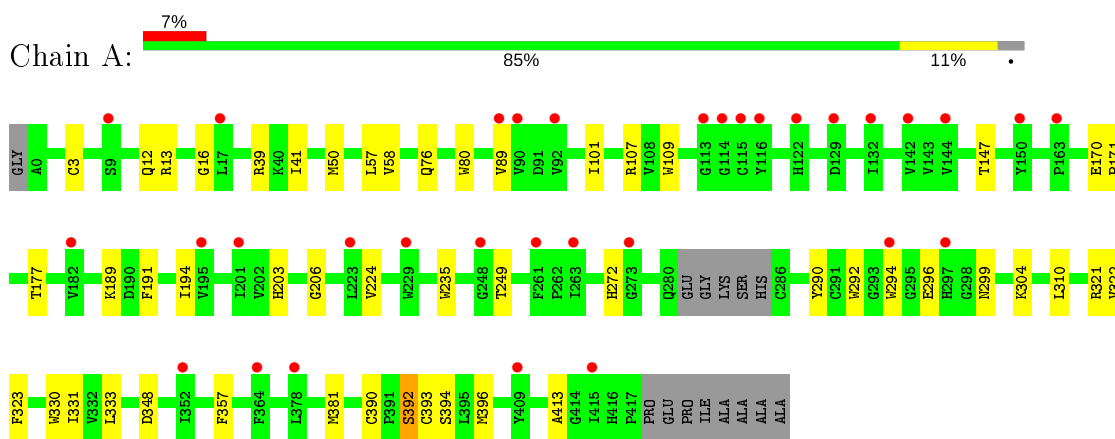 7%
Chain A:
85% 11% •
GLY A0 C3 S9 Q12 R13 G16 L17 R39 K40 I41 M50 L57 V58 Q76 W80 V89 V90 D91 V92 I101 R107 V108 W109 G113 G114 C115 Y116 H122 D129 I132 V142 V143 V144 T147 Y150 P163 E170
T177 V182 K189 D190 F191 I194 V195 I201 V202 H203 G206 L223 V224 W229 W235 G248 T249 F261 P262 I263 H272 G273 Q280 GLU GLY LYS SER HIS C286 Y290 C291 W292 G293 W294 G295 E296 H297 G298 N299 K304 L310 R321
F323 W330 I331 V332 L333 D348 I352 F357 F364 L378 M381 C390 P391 S392 C393 S394 L395 M396 Y409 A413 G414 I415 H416 P417 PRO GLU PRO ILE ALA ALA ALA ALA